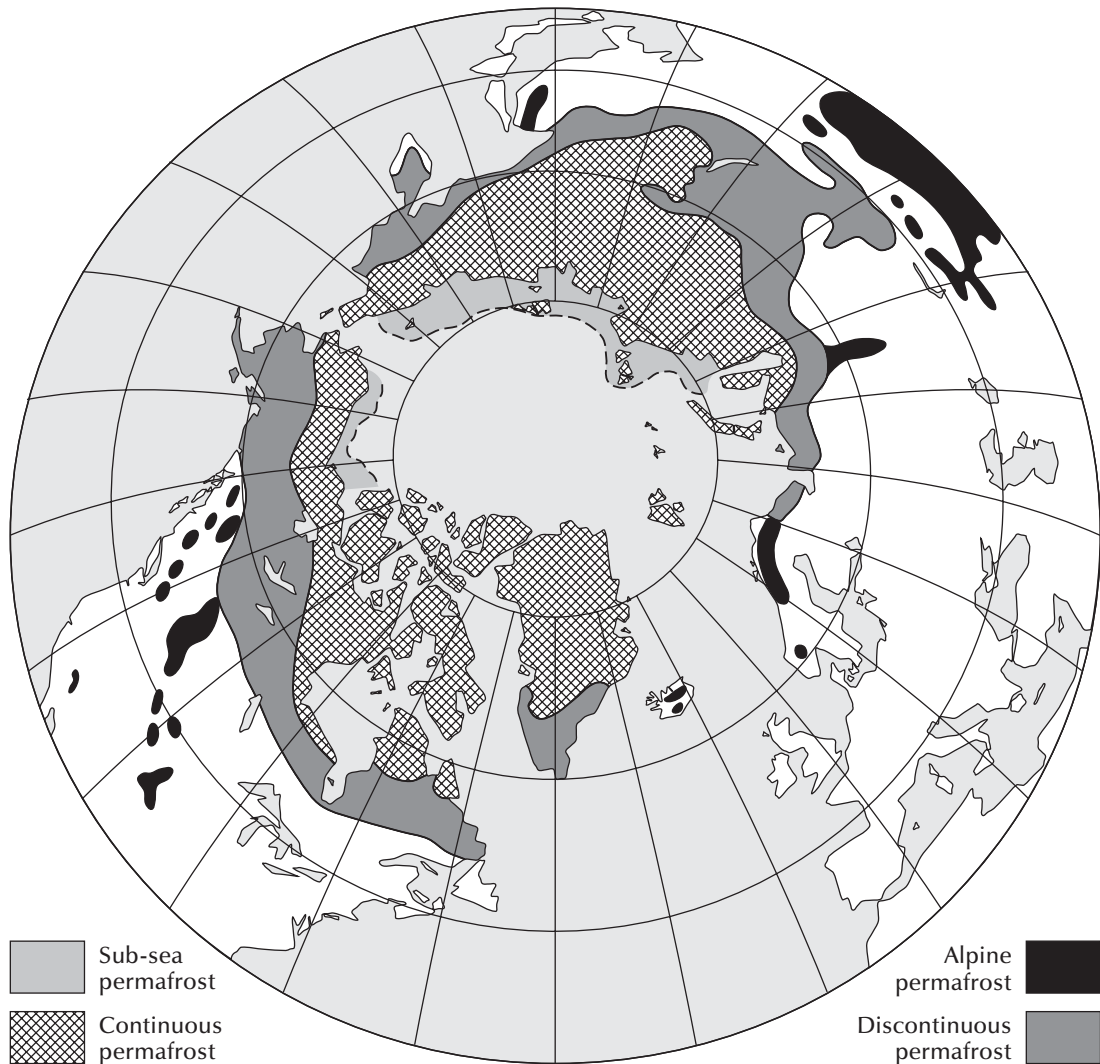 Sub-sea
permafrost
Continuous
permafrost
Alpine
permafrost
Discontinuous
permafrost